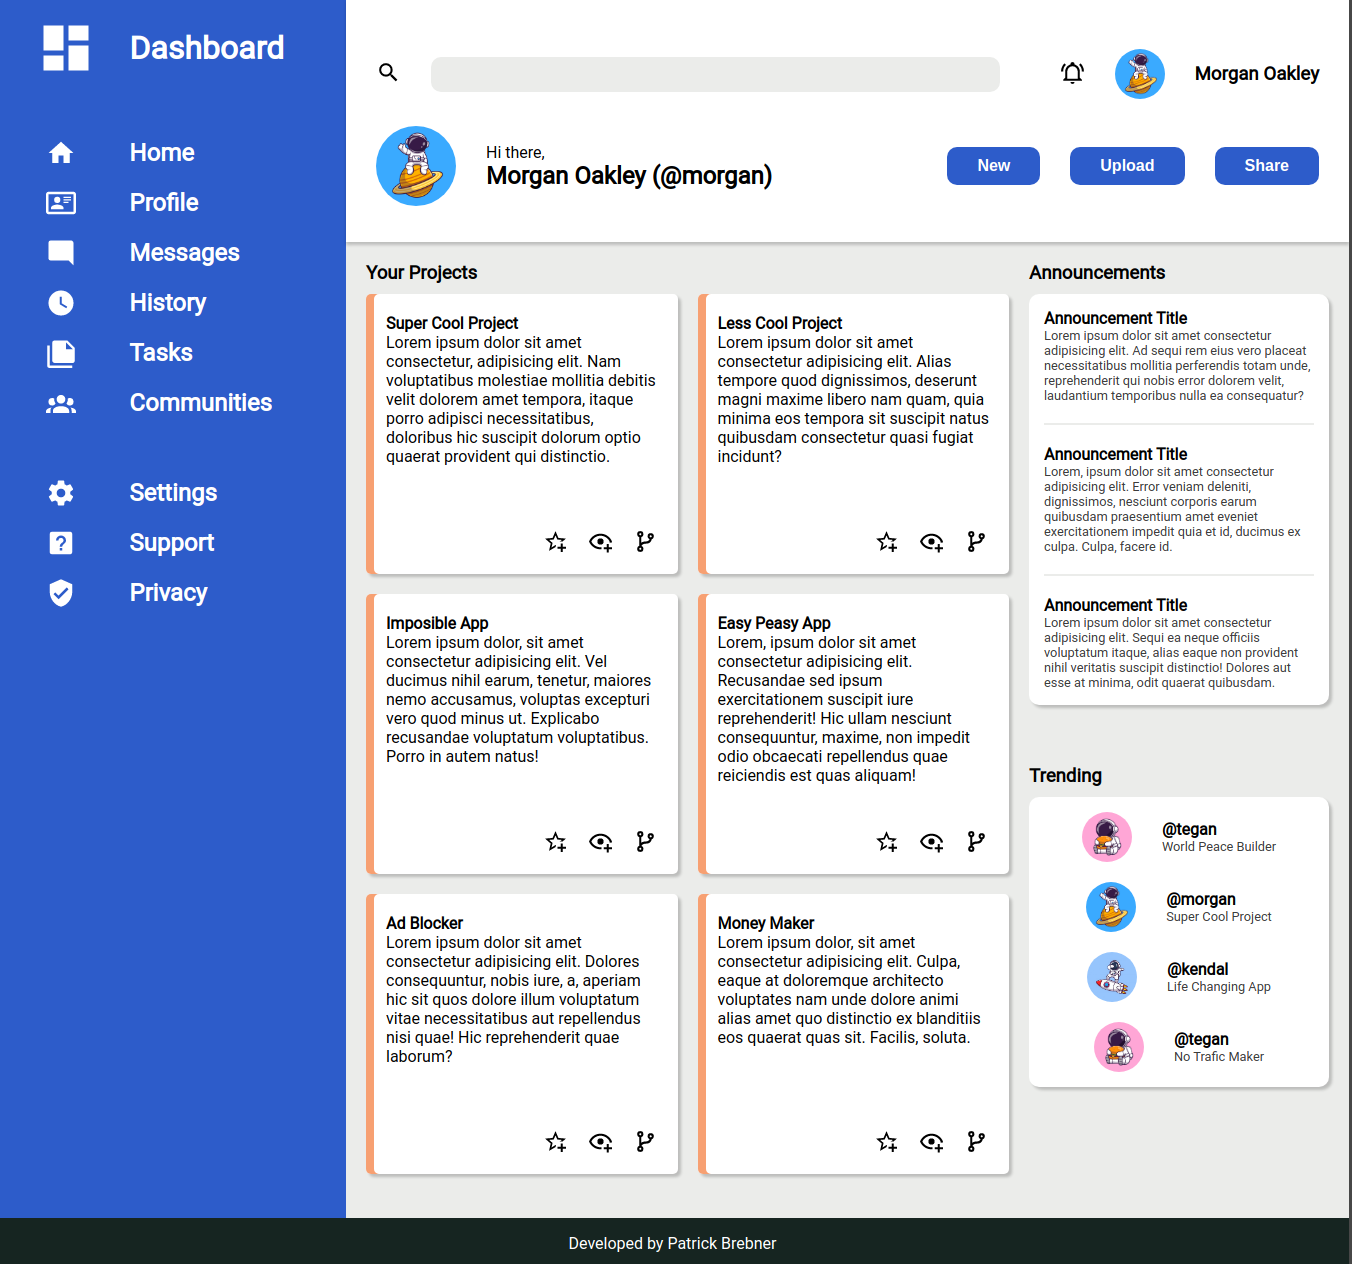 Dashboard
Home
Profile
Messages
History
Tasks
Communities
Settings
Support
Privacy
Morgan Oakley
Hi there,
Morgan Oakley (@morgan)
New
Upload
Share
Your Projects
Super Cool Project
Lorem ipsum dolor sit amet
consectetur, adipisicing elit. Nam
voluptatibus molestiae mollitia debitis
velit dolorem amet tempora, itaque
porro adipisci necessitatibus,
doloribus hic suscipit dolorum optio
quaerat provident qui distinctio.
Less Cool Project
Lorem ipsum dolor sit amet
consectetur adipisicing elit. Alias
tempore quod dignissimos, deserunt
magni maxime libero nam quam, quia
minima eos tempora sit suscipit natus
quibusdam consectetur quasi fugiat
incidunt?
Imposible App
Lorem ipsum dolor, sit amet
consectetur adipisicing elit. Vel
ducimus nihil earum, tenetur, maiores
nemo accusamus, voluptas excepturi
vero quod minus ut. Explicabo
recusandae voluptatum voluptatibus.
Porro in autem natus!
Easy Peasy App
Lorem, ipsum dolor sit amet
consectetur adipisicing elit.
Recusandae sed ipsum
exercitationem suscipit iure
reprehenderit! Hic ullam nesciunt
consequuntur, maxime, non impedit
odio obcaecati repellendus quae
reiciendis est quas aliquam!
Ad Blocker
Lorem ipsum dolor sit amet
consectetur adipisicing elit. Dolores
consequuntur, nobis iure, a, aperiam
hic sit quos dolore illum voluptatum
vitae necessitatibus aut repellendus
nisi quae! Hic reprehenderit quae
laborum?
Money Maker
Lorem ipsum dolor, sit amet
consectetur adipisicing elit. Culpa,
eaque at doloremque architecto
voluptates nam unde dolore animi
alias amet quo distinctio ex blanditiis
eos quaerat quas sit. Facilis, soluta.
Announcements
Announcement Title
Lorem ipsum dolor sit amet consectetur
adipisicing elit. Ad sequi rem eius vero placeat
necessitatibus mollitia perferendis totam unde,
reprehenderit qui nobis error dolorem velit,
laudantium temporibus nulla ea consequatur?
Announcement Title
Lorem, ipsum dolor sit amet consectetur
adipisicing elit. Error veniam deleniti,
dignissimos, nesciunt corporis earum
quibusdam praesentium amet eveniet
exercitationem impedit quia et id, ducimus ex
culpa. Culpa, facere id.
Announcement Title
Lorem ipsum dolor sit amet consectetur
adipisicing elit. Sequi ea neque officiis
voluptatum itaque, alias eaque non provident
nihil veritatis suscipit distinctio! Dolores aut
esse at minima, odit quaerat quibusdam.
Trending
@tegan
World Peace Builder
@morgan
Super Cool Project
@kendal
Life Changing App
@tegan
No Trafic Maker
Developed by Patrick Brebner